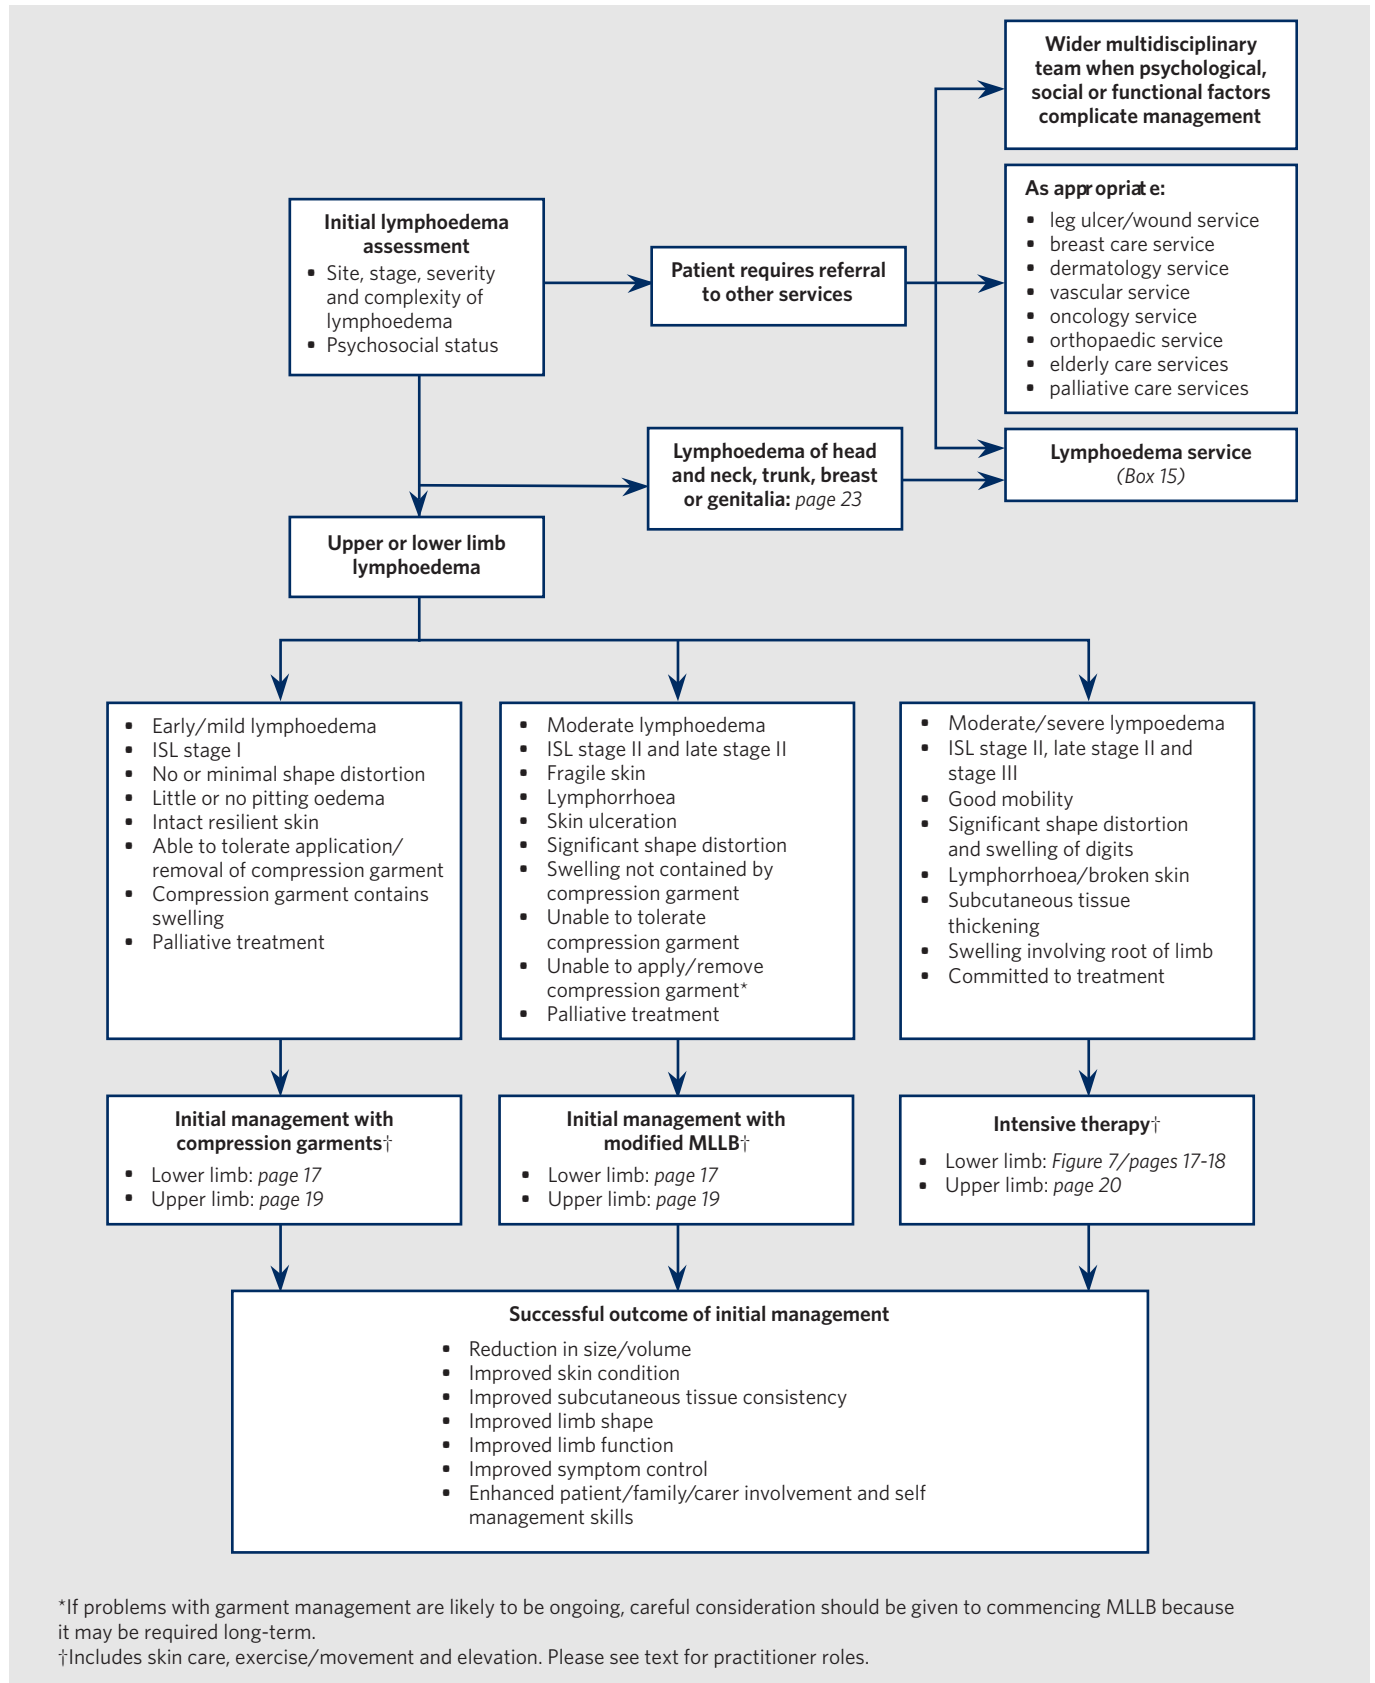 Wider multidisciplinary
team when psychological,
social or functional factors
complicate management
As appropriate:
▪ leg ulcer/wound service
▪ breast care service
▪ dermatology service
▪ vascular service
▪ oncology service
▪ orthopaedic service
▪ elderly care services
▪ palliative care services
Initial lymphoedema
assessment
▪ Site, stage, severity
and complexity of
lymphoedema
▪ Psychosocial status
Patient requires referral
to other services
Lymphoedema of head
and neck, trunk, breast
or genitalia: page 23
Lymphoedema service
(Box 15)
Upper or lower limb
lymphoedema
▪ Early/mild lymphoedema
▪ ISL stage I
▪ No or minimal shape distortion
▪ Little or no pitting oedema
▪ Intact resilient skin
▪ Able to tolerate application/
removal of compression garment
▪ Compression garment contains
swelling
▪ Palliative treatment
▪ Moderate lymphoedema
▪ ISL stage II and late stage II
▪ Fragile skin
▪ Lymphorrhoea
▪ Skin ulceration
▪ Significant shape distortion
▪ Swelling not contained by
compression garment
▪ Unable to tolerate
compression garment
▪ Unable to apply/remove
compression garment*
▪ Palliative treatment
▪ Moderate/severe lympoedema
▪ ISL stage II, late stage II and
stage III
▪ Good mobility
▪ Significant shape distortion
and swelling of digits
▪ Lymphorrhoea/broken skin
▪ Subcutaneous tissue
thickening
▪ Swelling involving root of limb
▪ Committed to treatment
Initial management with
compression garments†
▪ Lower limb: page 17
▪ Upper limb: page 19
Initial management with
modified MLLB†
▪ Lower limb: page 17
▪ Upper limb: page 19
Intensive therapy†
▪ Lower limb: Figure 7/pages 17-18
▪ Upper limb: page 20
Successful outcome of initial management
▪ Reduction in size/volume
▪ Improved skin condition
▪ Improved subcutaneous tissue consistency
▪ Improved limb shape
▪ Improved limb function
▪ Improved symptom control
▪ Enhanced patient/family/carer involvement and self
management skills
*If problems with garment management are likely to be ongoing, careful consideration should be given to commencing MLLB because
it may be required long-term.
†Includes skin care, exercise/movement and elevation. Please see text for practitioner roles.